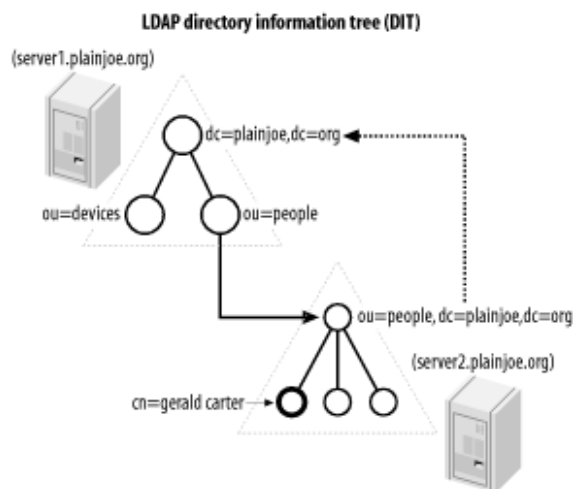 LDAP directory information tree (DIT)
(server1.plainjoe.org)
dc=plainjoe,dc=org
ou=devices
ou=people
ou=people, dc=plainjoe,dc=org
(server2.plainjoe.org)
cn=gerald carter